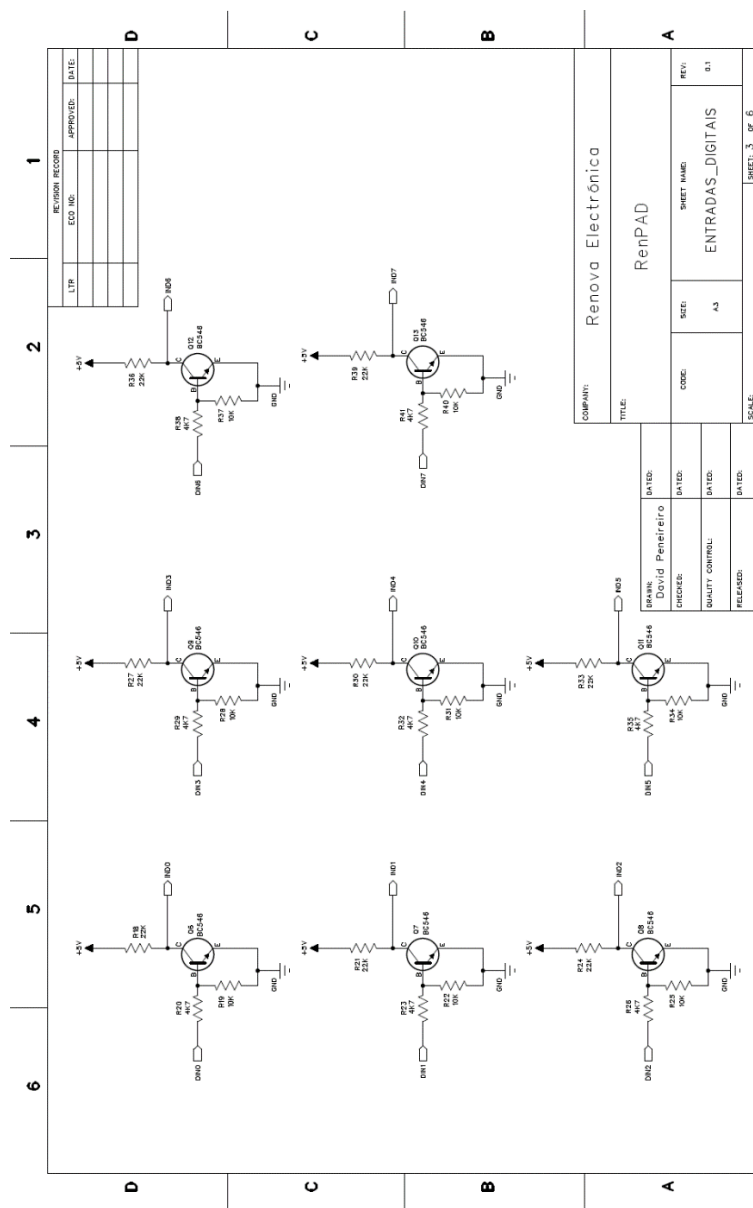 6 5 4 3 2 1
D
C
B
A
REVISION RECORD
LTR ECO NO: APPROVED: DATE:
+5V
R18
22K
IND0
Q6
BC546
C
B
E
R20
4K7
DIN0
R19
10K
GND
+5V
R27
22K
IND3
Q9
BC546
C
B
E
R29
4K7
DIN3
R28
10K
GND
+5V
R36
22K
IND6
Q12
BC546
C
B
E
R38
4K7
DIN6
R37
10K
GND
+5V
R21
22K
IND1
Q7
BC546
C
B
E
R23
4K7
DIN1
R22
10K
GND
+5V
R30
22K
IND4
Q10
BC546
C
B
E
R32
4K7
DIN4
R31
10K
GND
+5V
R39
22K
IND7
Q13
BC546
C
B
E
R41
4K7
DIN7
R40
10K
GND
+5V
R24
22K
IND2
Q8
BC546
C
B
E
R26
4K7
DIN2
R25
10K
GND
+5V
R33
22K
IND5
Q11
BC546
C
B
E
R35
4K7
DIN5
R34
10K
GND
COMPANY:
Renova Electrónica
TITLE:
RenPAD
DRAWN: DATED:
David Peneireiro
CHECKED: DATED:
QUALITY CONTROL: DATED:
RELEASED: DATED:
CODE: SIZE: SHEET NAME: REV:
A3 ENTRADAS_DIGITAIS 0.1
SCALE: SHEET: 3 OF 6
D
C
B
A